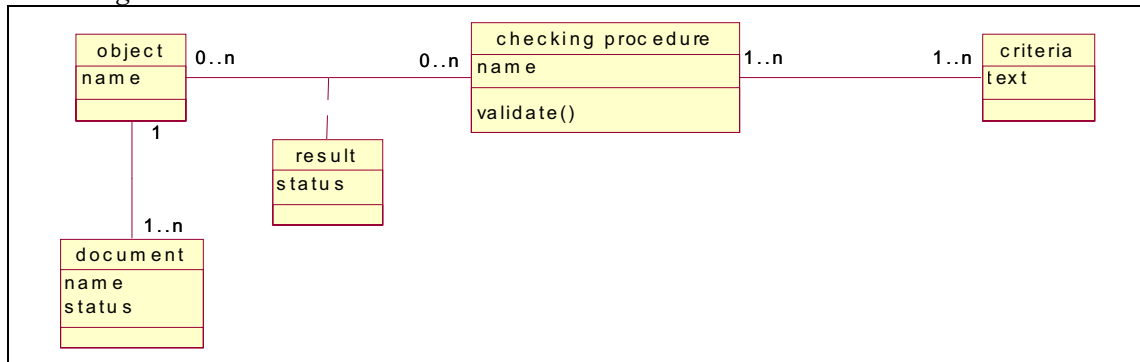 object
name
0..n
0..n
checking procedure
name
validate()
1..n
1..n
criteria
text
1
result
status
1..n
document
name
status